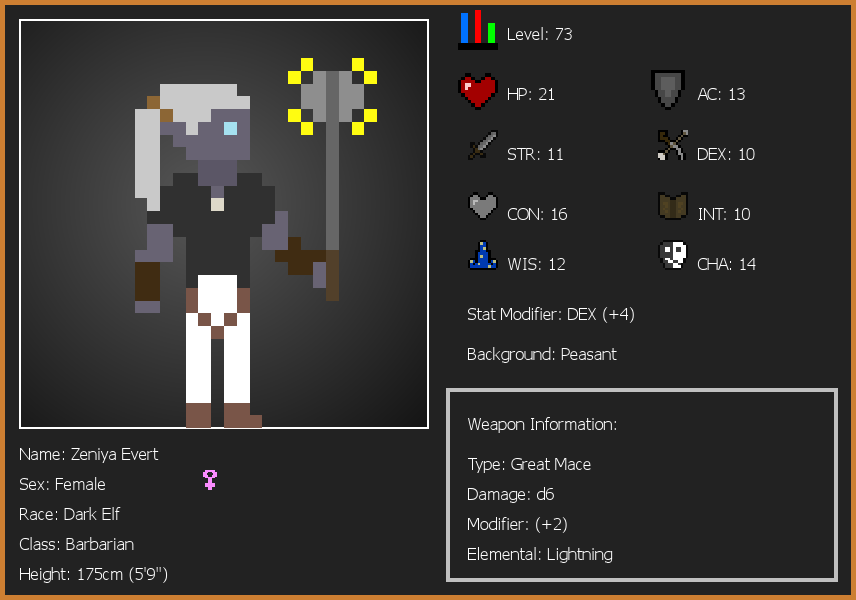 Level: 73
HP: 21
AC: 13
STR: 11
DEX: 10
CON: 16
INT: 10
WIS: 12
CHA: 14
Stat Modifier: DEX (+4)
Background: Peasant
Weapon Information:
Type: Great Mace
Damage: d6
Modifier: (+2)
Elemental: Lightning
Name: Zeniya Evert
Sex: Female
Race: Dark Elf
Class: Barbarian
Height: 175cm (5'9")